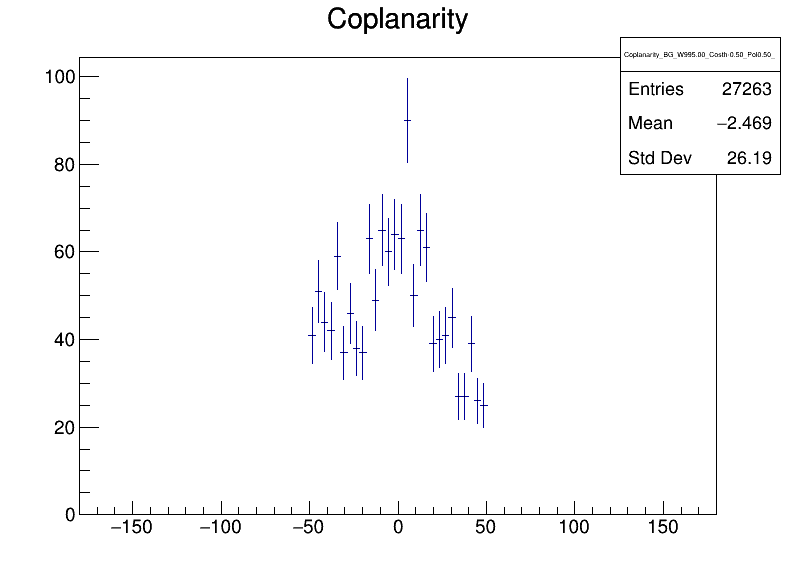 Coplanarity
Coplanarity_BG_W995.00_Costh-0.50_Pol0.50_
Entries 27263
Mean −2.469
Std Dev 26.19
100
80
60
40
20
0
−150 −100 −50 0 50 100 150